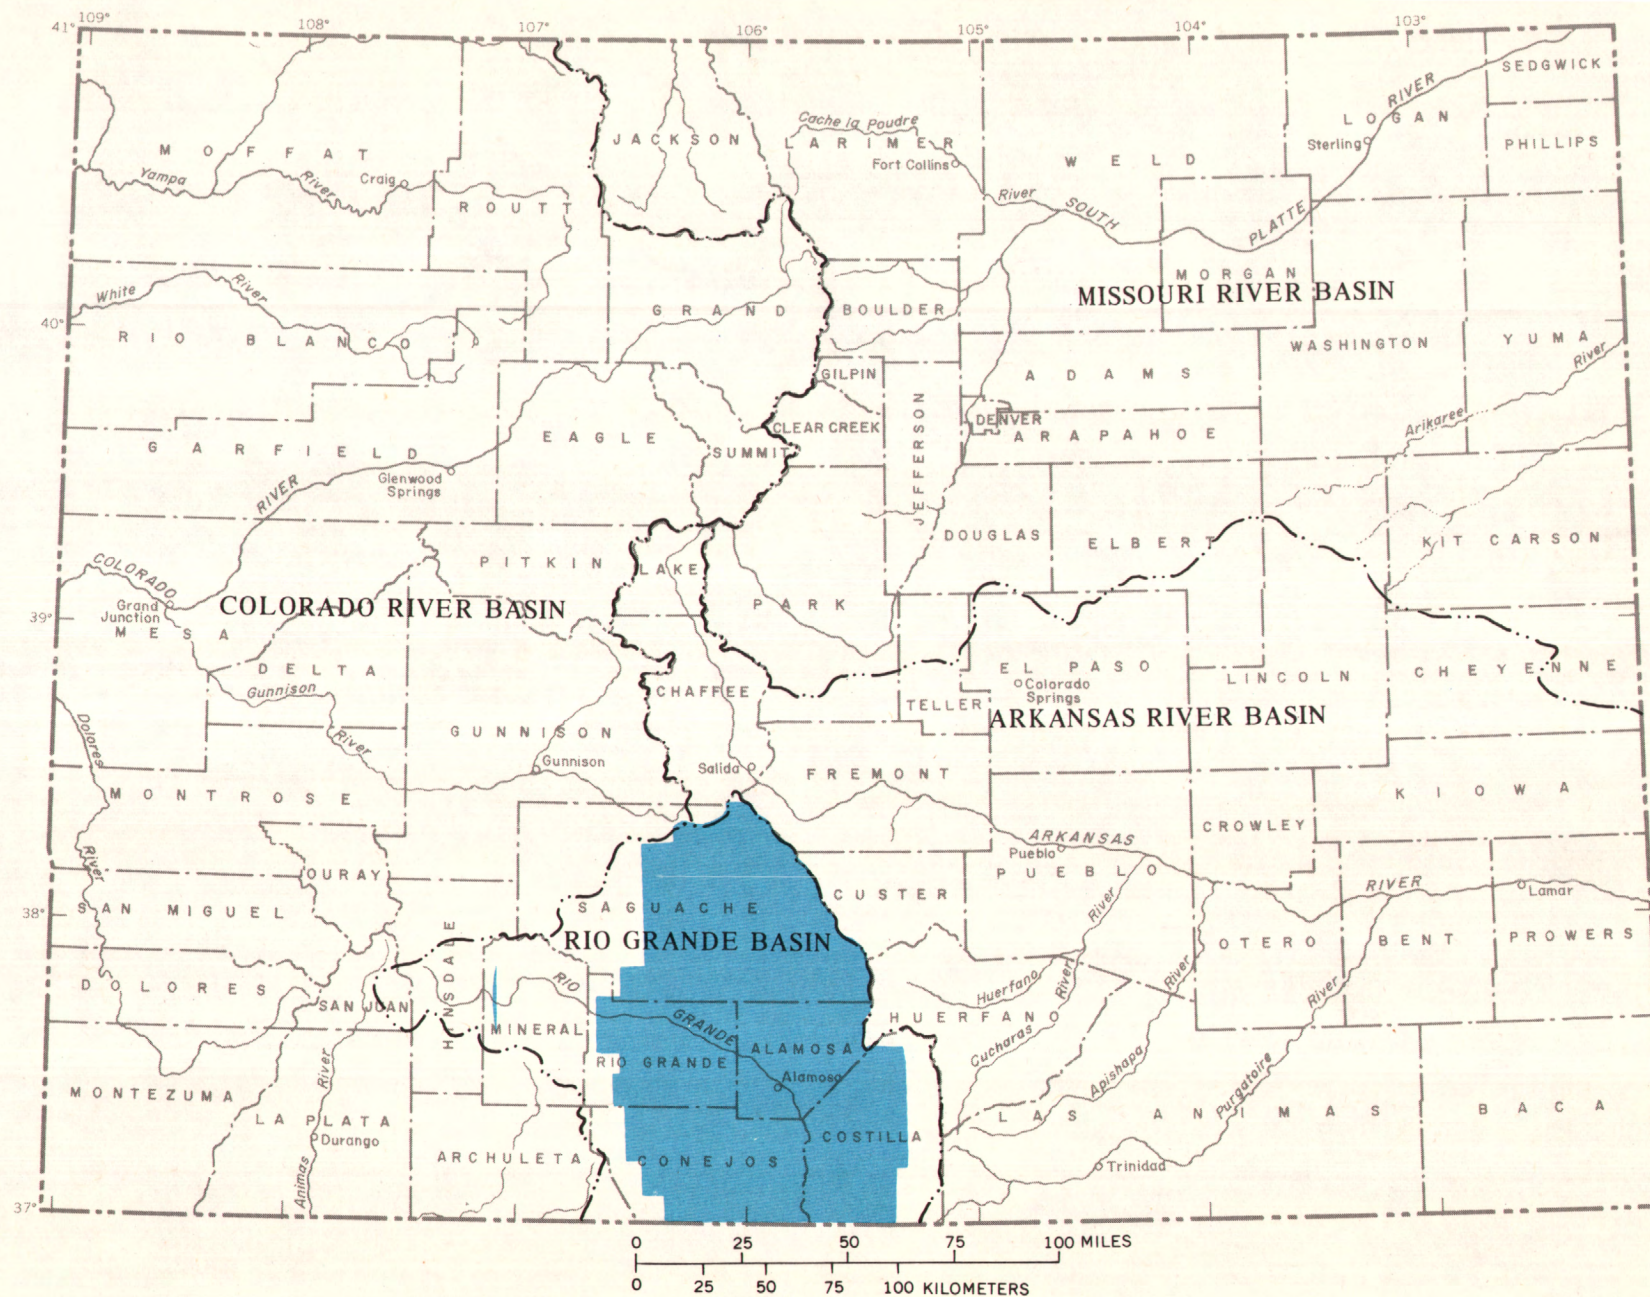 109°
108°
107°
106°
105°
104°
103°
41°
SEDGWICK
RIVER
LOGAN
Sterling
PHILLIPS
Cache la Poudre
JACKSON
LARIMER
Fort Collins
WELD
MOFFAT
Yampa
River
Craig
ROUTT
River
SOUTH
PLATTE
MORGAN
MISSOURI RIVER BASIN
White
River
40°
RIO BLANCO
GRAND
BOULDER
WASHINGTON
YUMA
River
GILPIN
ADAMS
JEFFERSON
DENVER
CLEAR CREEK
ARAPAHOE
Arikaree
GARFIELD
EAGLE
SUMMIT
Glenwood
Springs
RIVER
DOUGLAS
ELBERT
KIT CARSON
PITKIN
LAKE
COLORADO
Grand
Junction
COLORADO RIVER BASIN
PARK
39°
MESA
DELTA
Gunnison
EL PASO
Colorado
Springs
LINCOLN
CHEYENNE
CHAFFEE
TELLER
ARKANSAS RIVER BASIN
Dolores
River
GUNNISON
Gunnison
Salida
FREMONT
MONTROSE
KIOWA
CROWLEY
ARKANSAS
Pueblo
PUEBLO
River
OURAY
CUSTER
RIVER
Lamar
River
38°
SAN MIGUEL
SAGUACHE
RIO GRANDE BASIN
OTERO
BENT
PROWERS
HINSDALE
DOLORES
SAN JUAN
RIO
GRANDE
MINERAL
Huerfano
River
River
River
HUERFANO
ALAMOSA
RIO GRANDE
Cucharas
Apishapa
Purgatoire
Alamosa
MONTEZUMA
LA PLATA
River
Durango
Animas
ARCHULETA
CONEJOS
COSTILLA
LAS ANIMAS
BACA
Trinidad
37°
0 25 50 75 100 MILES
0 25 50 75 100 KILOMETERS